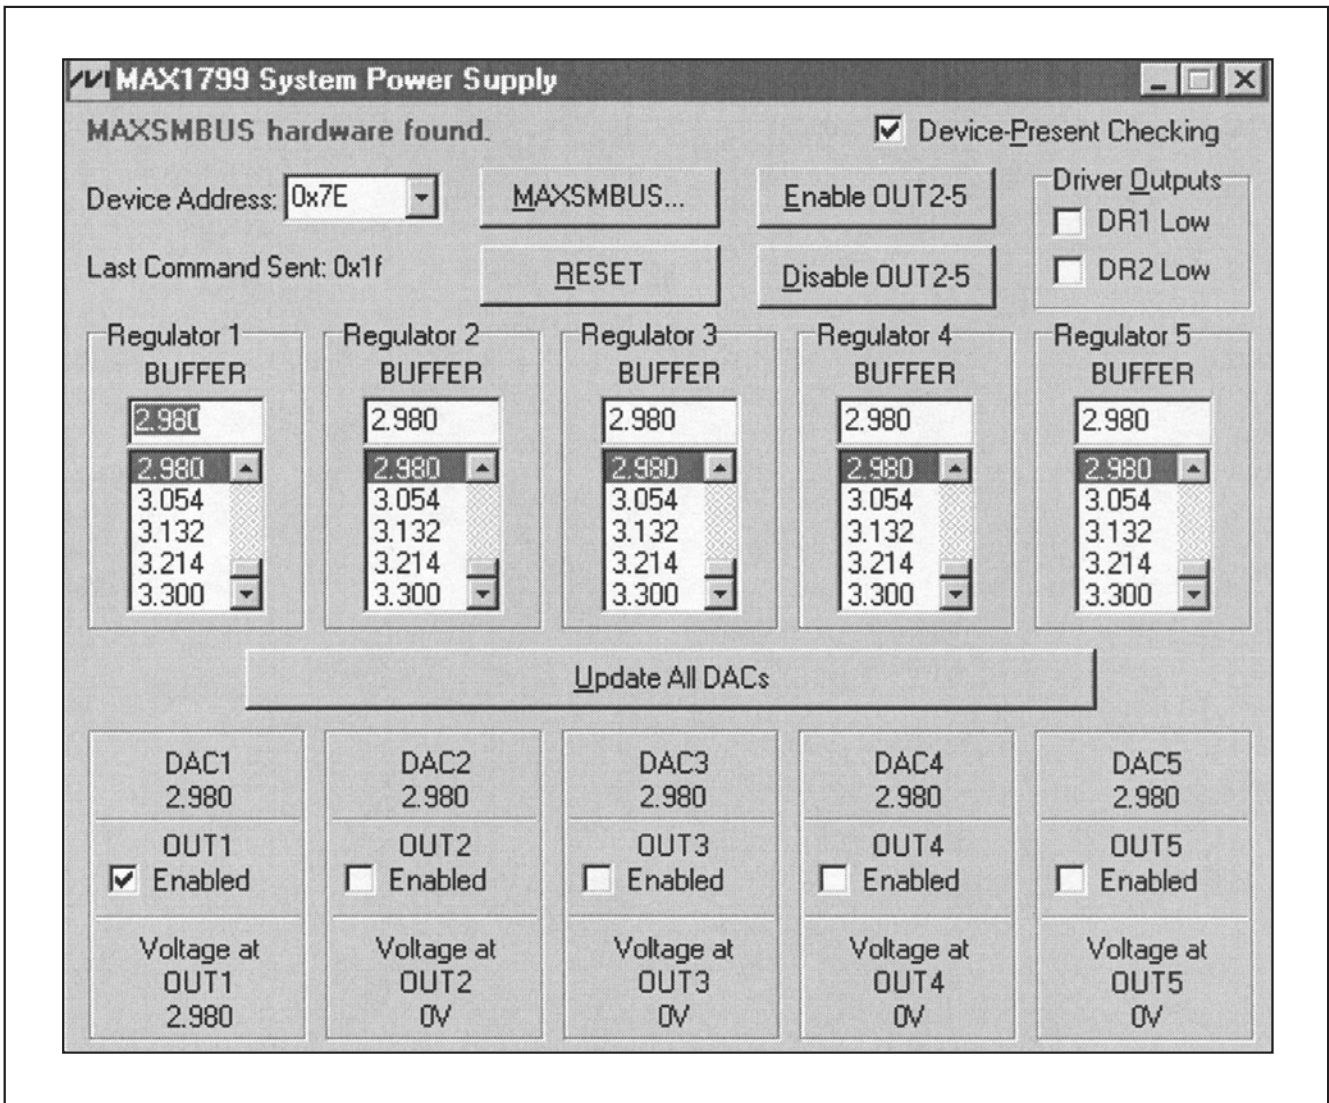 MAX1799 System Power Supply
MAXSMBUS hardware found.
Device-Present Checking
Device Address: 0x7E
MAXSMBUS...
Enable OUT2-5
Driver Outputs
DR1 Low
DR2 Low
Last Command Sent: 0x1f
RESET
Disable OUT2-5
Regulator 1
BUFFER
2.980
2.980
3.054
3.132
3.214
3.300
Regulator 2
BUFFER
2.980
2.980
3.054
3.132
3.214
3.300
Regulator 3
BUFFER
2.980
2.980
3.054
3.132
3.214
3.300
Regulator 4
BUFFER
2.980
2.980
3.054
3.132
3.214
3.300
Regulator 5
BUFFER
2.980
2.980
3.054
3.132
3.214
3.300
Update All DACs
DAC1
2.980
OUT1
Enabled
Voltage at
OUT1
2.980
DAC2
2.980
OUT2
Enabled
Voltage at
OUT2
0V
DAC3
2.980
OUT3
Enabled
Voltage at
OUT3
0V
DAC4
2.980
OUT4
Enabled
Voltage at
OUT4
0V
DAC5
2.980
OUT5
Enabled
Voltage at
OUT5
0V